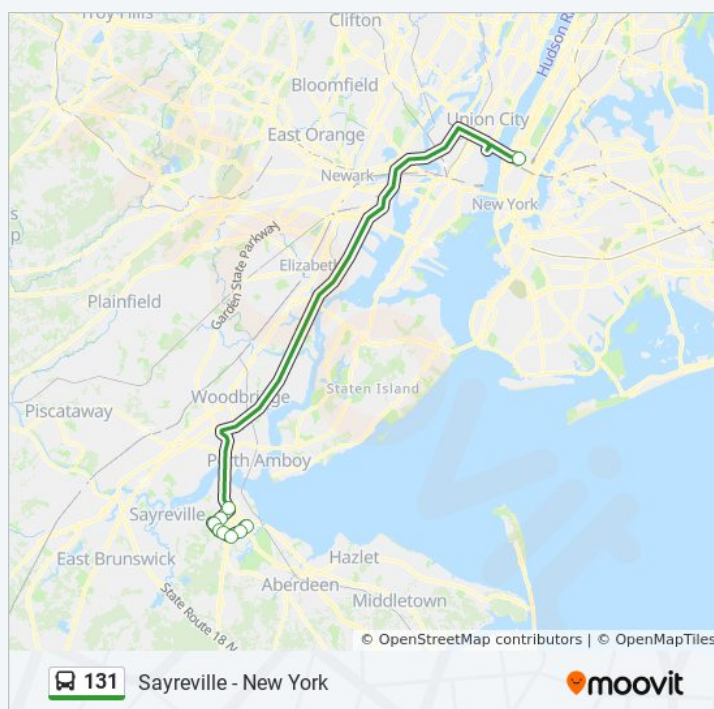 Troy Hills
Clifton
Hudson R
Bloomfield
Union City
East Orange
Newark
New York
Garden State Parkway
Elizabeth
Plainfield
Woodbridge
Staten Island
Piscataway
Perth Amboy
Sayreville
Hazlet
East Brunswick
Aberdeen
Middletown
State Route 18 N
© OpenStreetMap contributors | © OpenMapTiles
131 Sayreville - New York
moovit